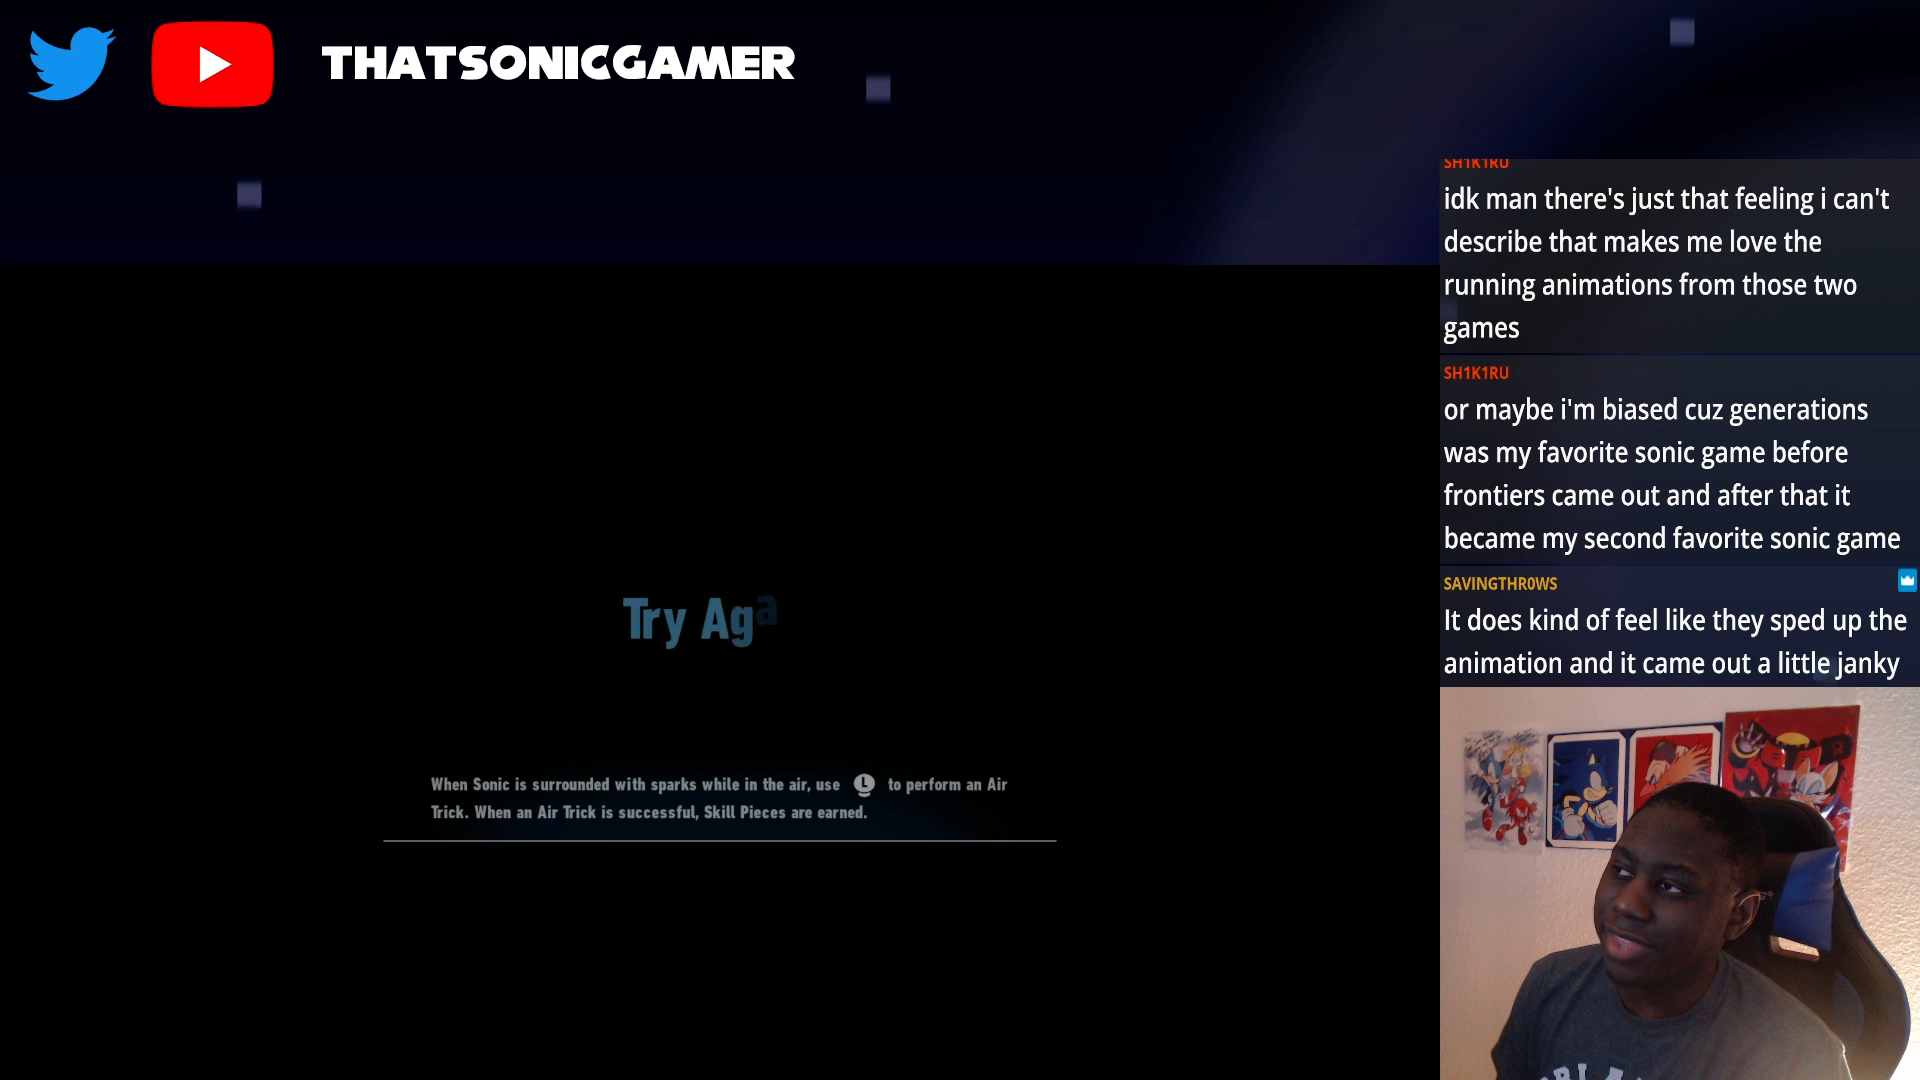 THATSONICGAMER
SH1K1RU
idk man there's just that feeling i can't
describe that makes me love the
running animations from those two
games
SH1K1RU
or maybe i'm biased cuz generations
was my favorite sonic game before
frontiers came out and after that it
became my second favorite sonic game
SAVINGTHR0WS
It does kind of feel like they sped up the
animation and it came out a little janky
Try Aga
When Sonic is surrounded with sparks while in the air, use L to perform an Air
Trick. When an Air Trick is successful, Skill Pieces are earned.